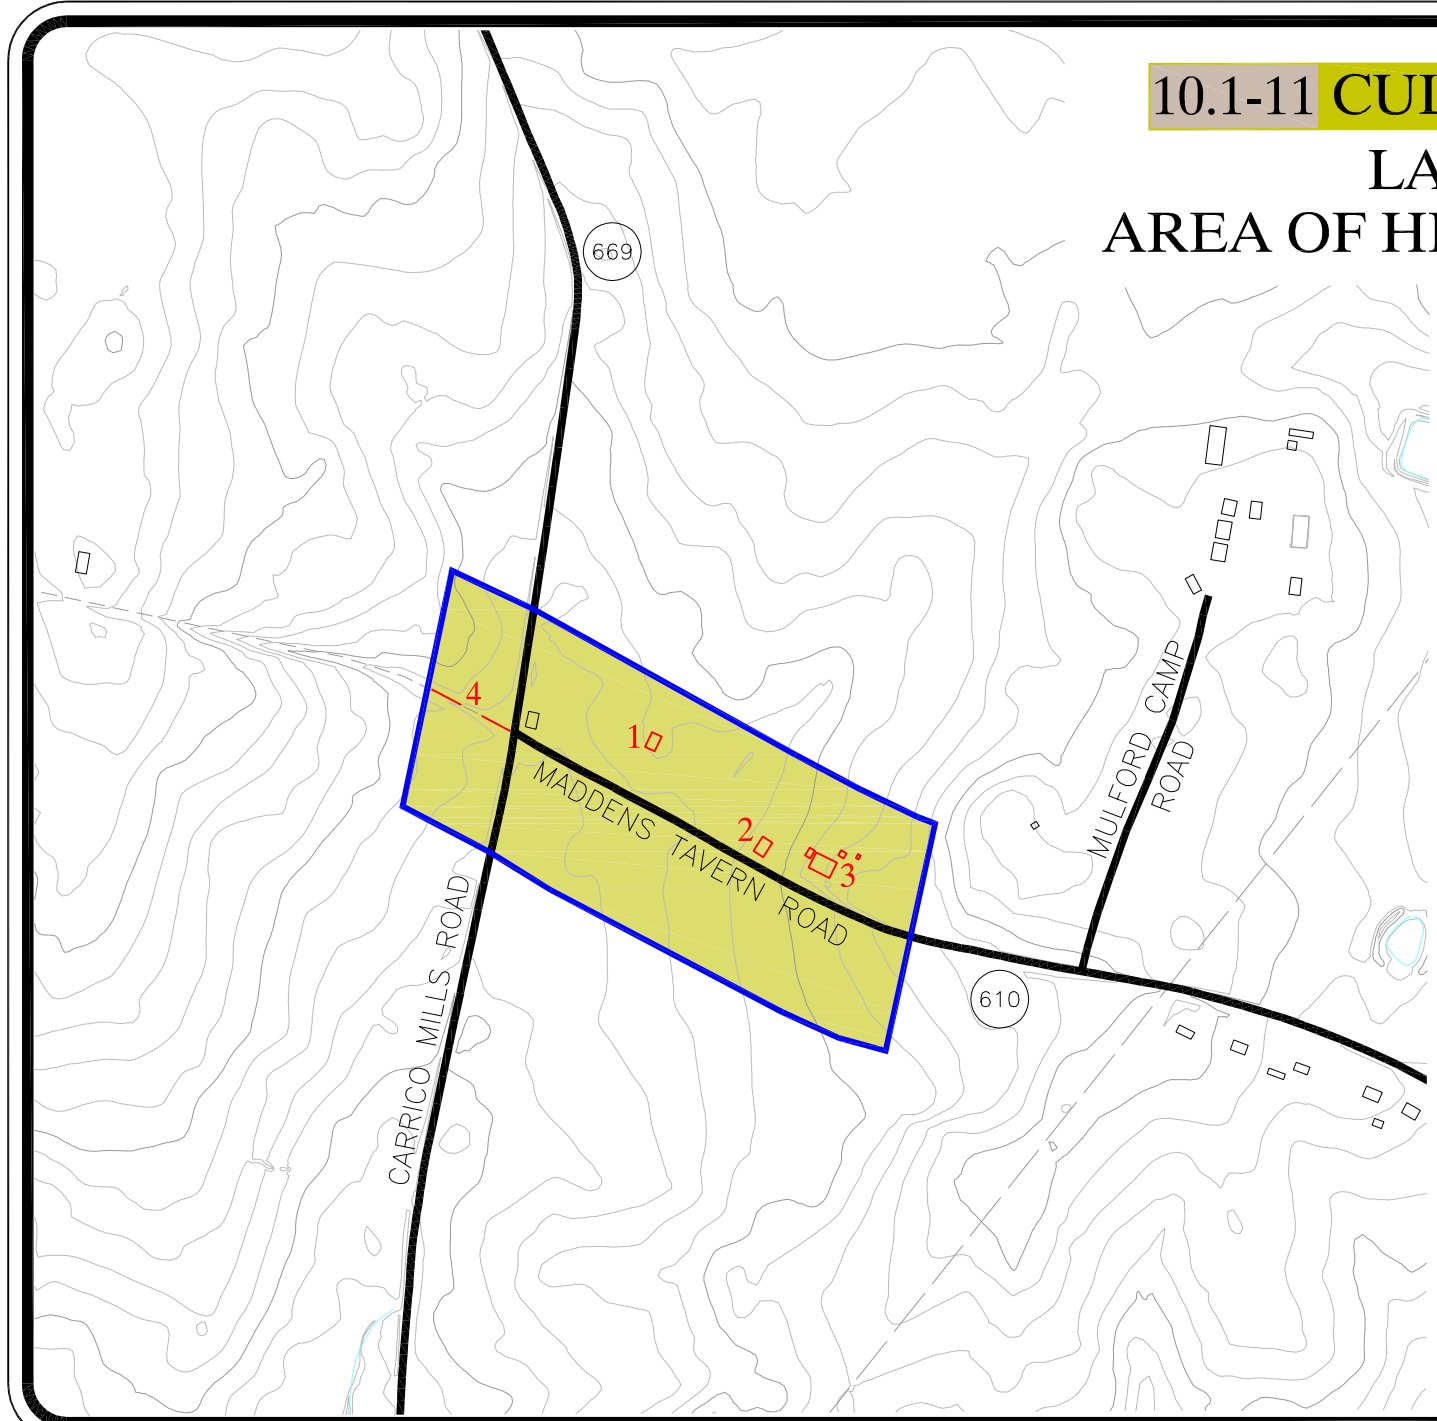 10.1-11 CUL
LA
AREA OF HI
669
MULFORD CAMP
ROAD
4
1
MADDENS TAVERN ROAD
2
3
CARRICO MILLS ROAD
610